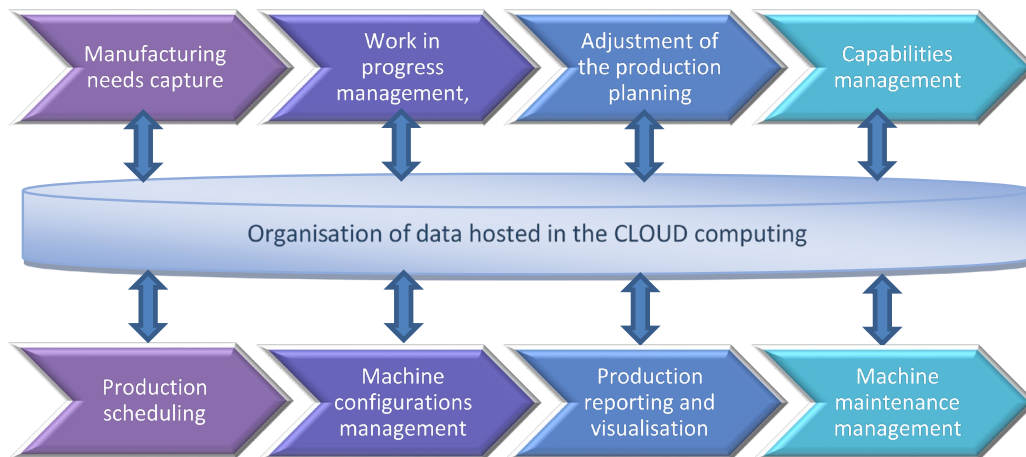 Manufacturing
needs capture
Work in
progress
management,
Adjustment of
the production
planning
Capabilities
management
Organisation of data hosted in the CLOUD computing
Production
scheduling
Machine
configurations
management
Production
reporting and
visualisation
Machine
maintenance
management